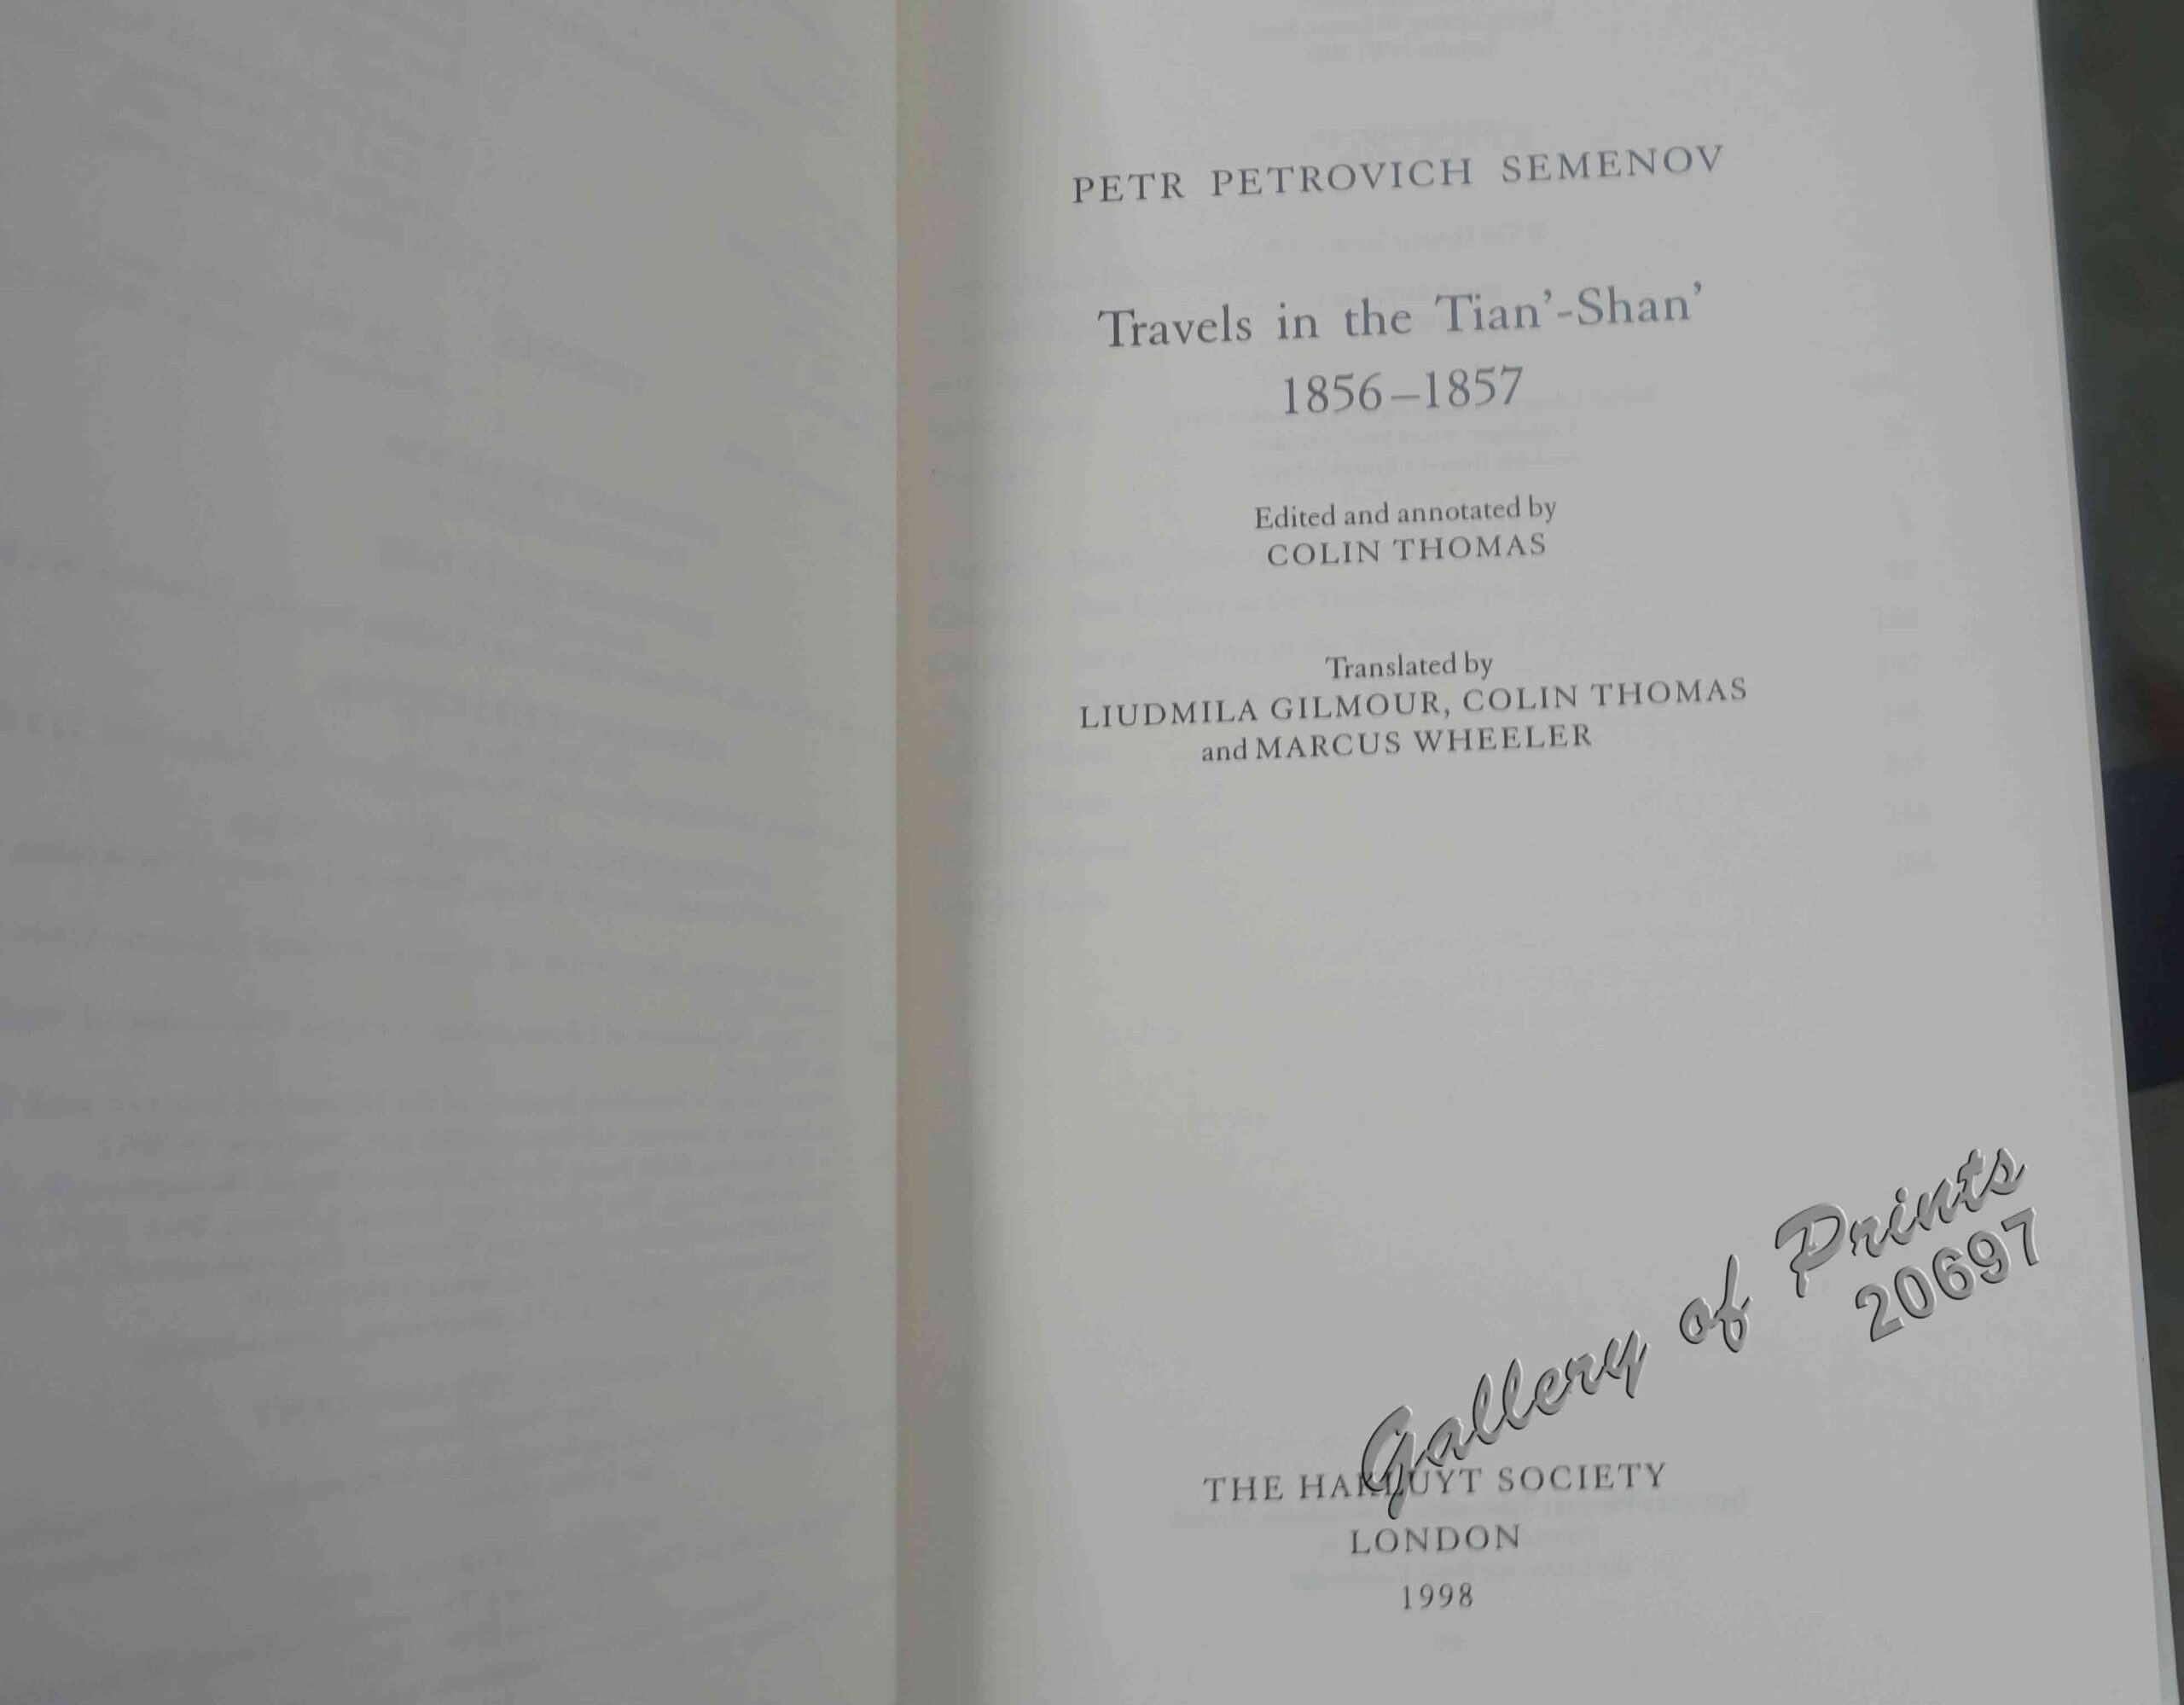 PETR PETROVICH SEMENOV
Travels in the Tian’-Shan’
1856–1857
Edited and annotated by
COLIN THOMAS
Translated by
LIUDMILA GILMOUR, COLIN THOMAS
and MARCUS WHEELER
Gallery of Prints
20697
THE HAKLUYT SOCIETY
LONDON
1998